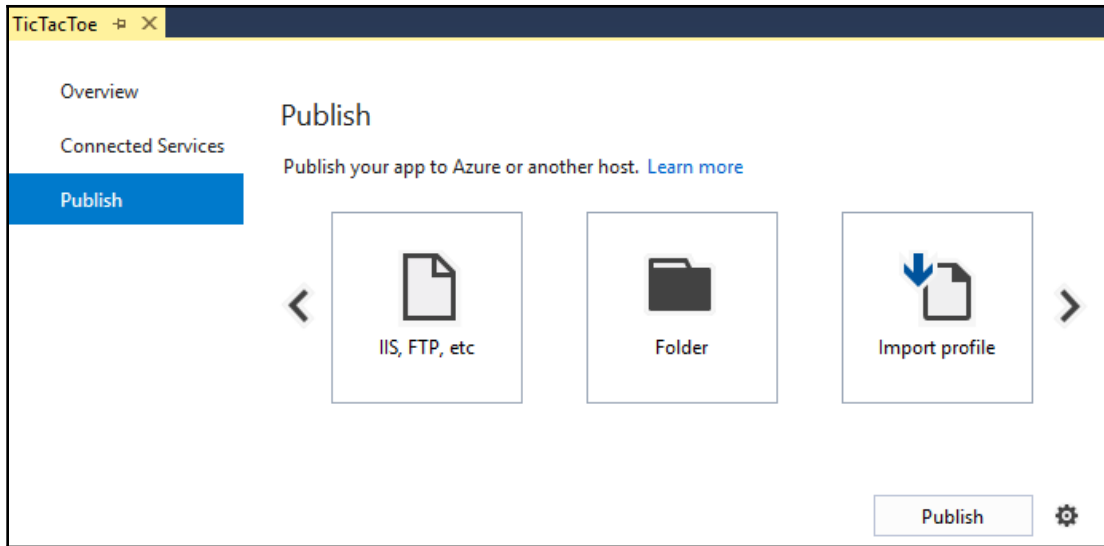 TicTacToe
Overview
Connected Services
Publish
Publish
Publish your app to Azure or another host. Learn more
IIS, FTP, etc
Folder
Import profile
Publish